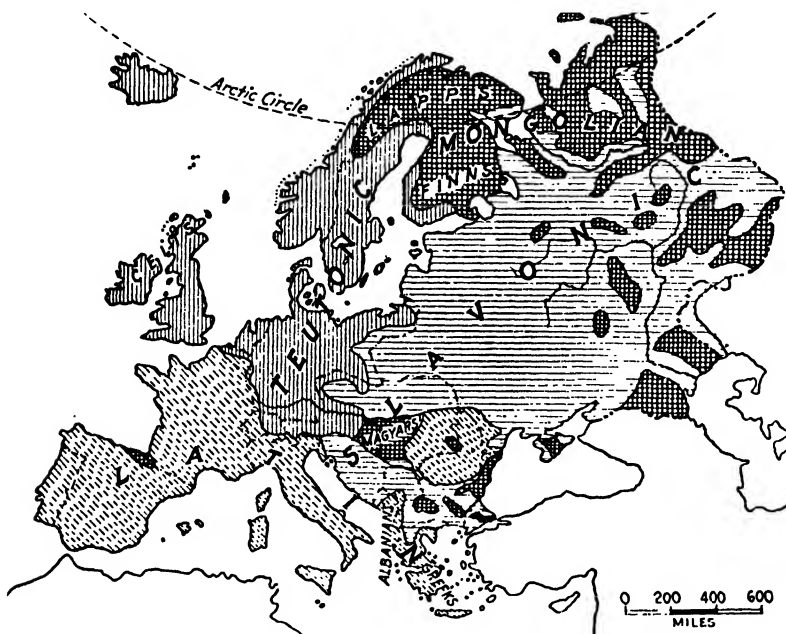 Arctic Circle
LAPPS
MONGOLIAN
FINNS
TEUTONIC
SLAVONIC
MAGYARS
LATIN
ALBANIANS
GREEKS
0 200 400 600
MILES